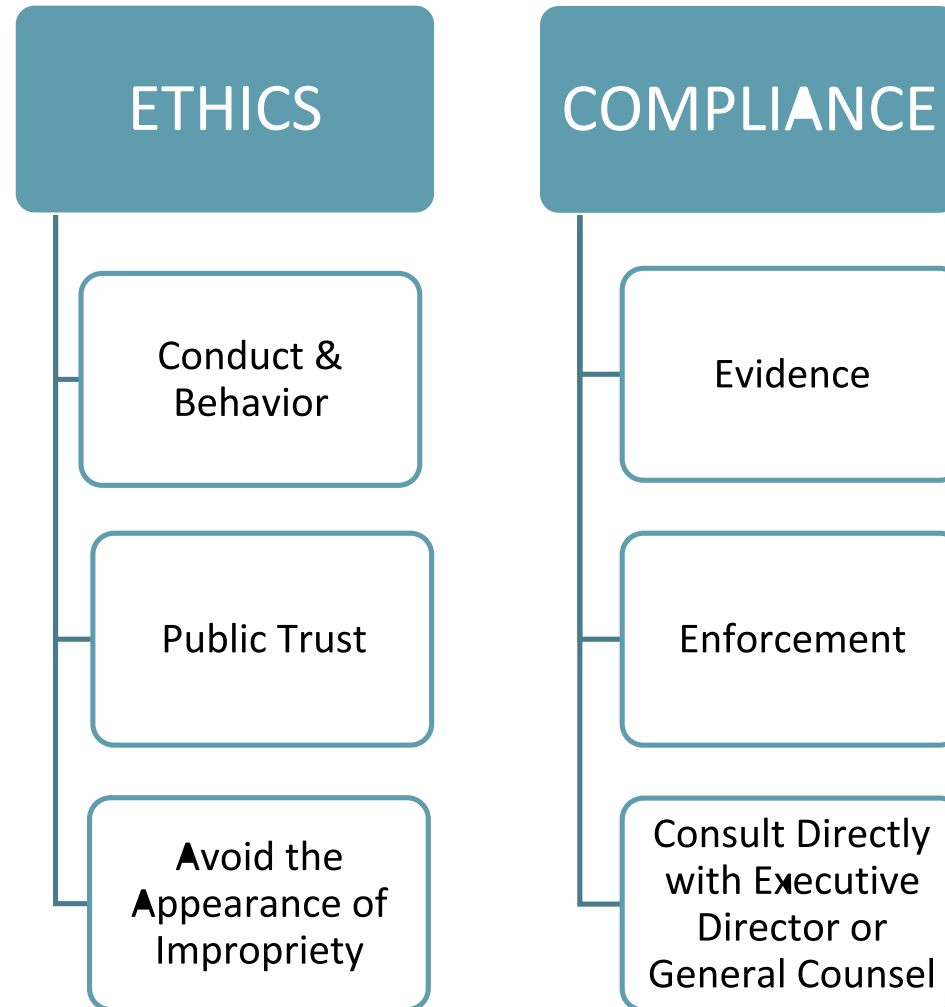 ETHICS
Conduct &
Behavior
Public Trust
Avoid the
Appearance of
Impropriety
COMPLIANCE
Evidence
Enforcement
Consult Directly
with Executive
Director or
General Counsel